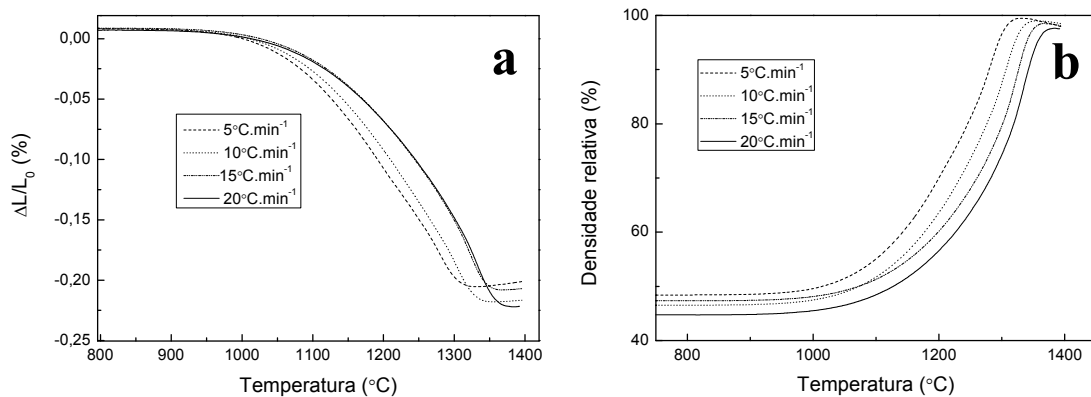 a
0,00
-0,05
-0,10
-0,15
-0,20
-0,25
ΔL/L0 (%)
5°C.min-1
10°C.min-1
15°C.min-1
20°C.min-1
800 900 1000 1100 1200 1300 1400
Temperatura (°C)
b
100
80
60
40
Densidade relativa (%)
5°C.min-1
10°C.min-1
15°C.min-1
20°C.min-1
800 1000 1200 1400
Temperatura (°C)